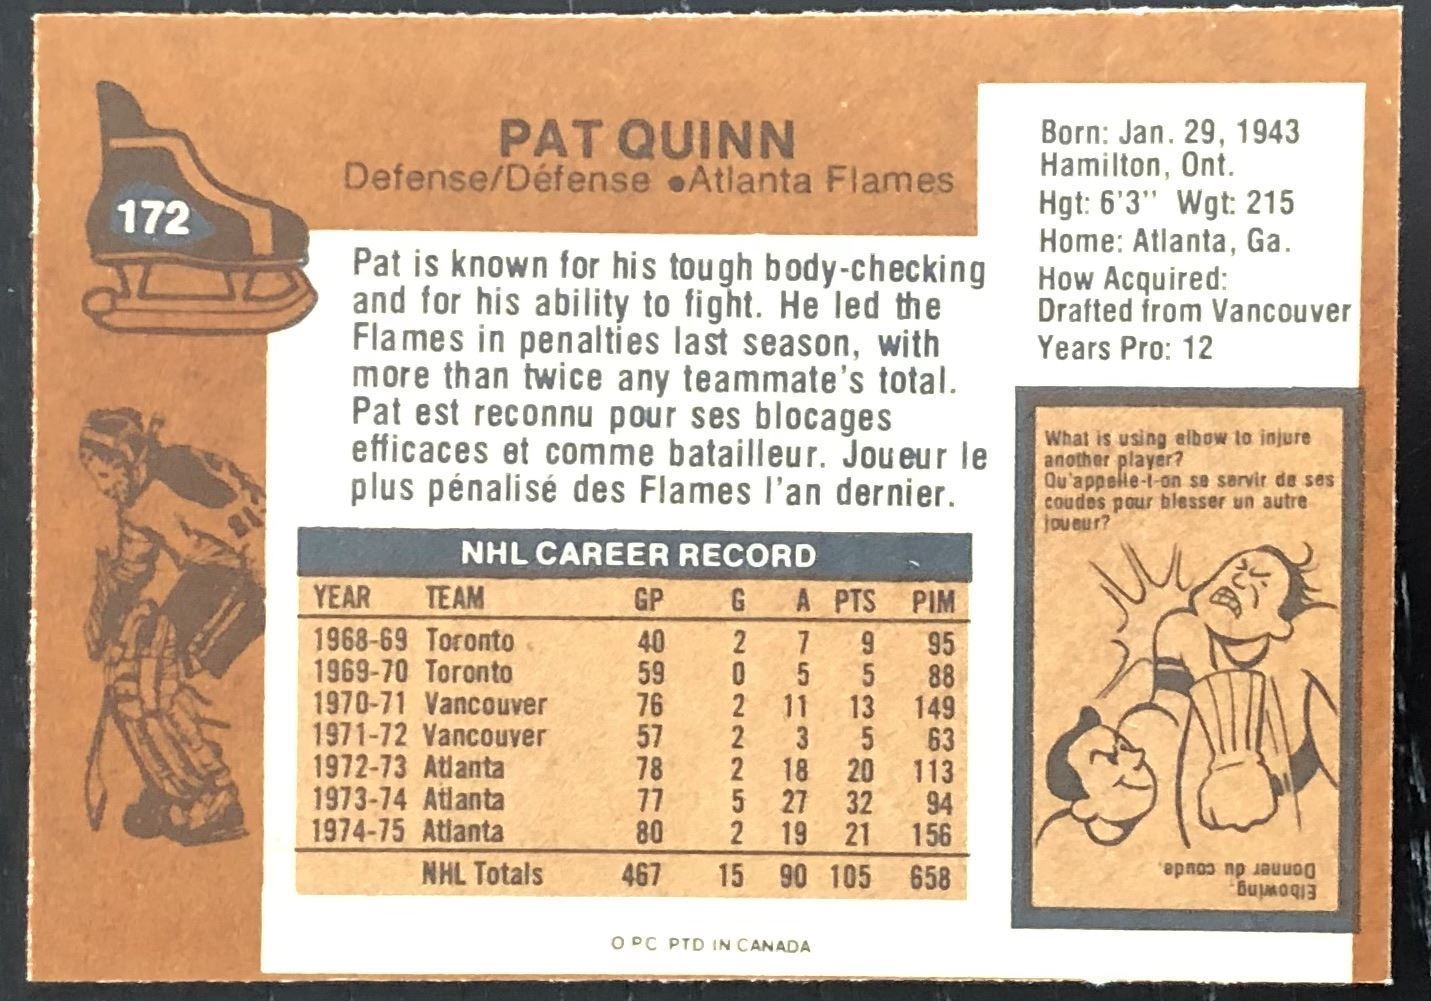 172
PAT QUINN
Defense/Défense ●Atlanta Flames
Born: Jan. 29, 1943
Hamilton, Ont.
Hgt: 6'3" Wgt: 215
Home: Atlanta, Ga.
How Acquired:
Drafted from Vancouver
Years Pro: 12
Pat is known for his tough body-checking
and for his ability to fight. He led the
Flames in penalties last season, with
more than twice any teammate's total.
Pat est reconnu pour ses blocages
efficaces et comme batailleur. Joueur le
plus pénalisé des Flames l'an dernier.
NHL CAREER RECORD
YEAR TEAM GP G A PTS PIM
1968-69 Toronto 40 2 7 9 95
1969-70 Toronto 59 0 5 5 88
1970-71 Vancouver 76 2 11 13 149
1971-72 Vancouver 57 2 3 5 63
1972-73 Atlanta 78 2 18 20 113
1973-74 Atlanta 77 5 27 32 94
1974-75 Atlanta 80 2 19 21 156
NHL Totals 467 15 90 105 658
What is using elbow to injure
another player?
Qu'appelle-t-on se servir de ses
coudes pour blesser un autre
joueur?
Elbowing.
Donner du coude.
O PC PTD IN CANADA